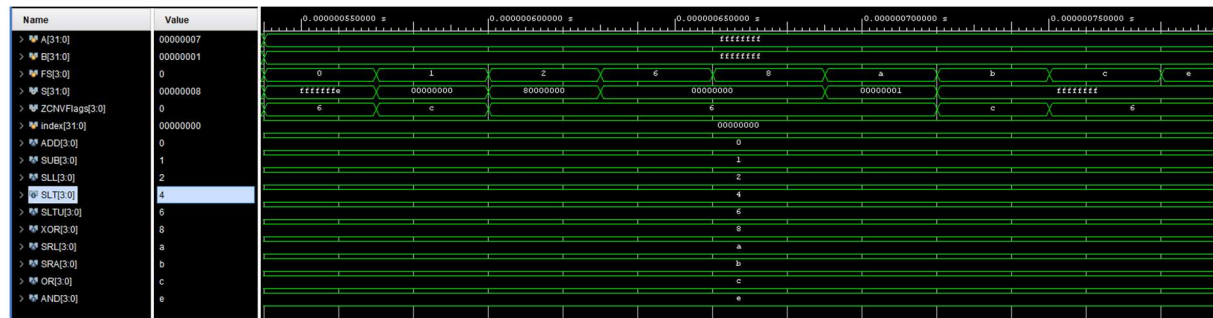 Name Value 0.000000550000 s 0.000000600000 s 0.000000650000 s 0.000000700000 s 0.000000750000 s
A[31:0] 00000007 ffffffff
B[31:0] 00000001 ffffffff
FS[3:0] 0 0 1 2 6 8 a b c e
S[31:0] 00000008 fffffffe 00000000 80000000 00000000 00000001 ffffffff
ZCNVFlags[3:0] 0 6 c 6 c 6
index[31:0] 00000000 00000000
ADD[3:0] 0 0
SUB[3:0] 1 1
SLL[3:0] 2 2
SLT[3:0] 4 4
SLTU[3:0] 6 6
XOR[3:0] 8 8
SRL[3:0] a a
SRA[3:0] b b
OR[3:0] c c
AND[3:0] e e